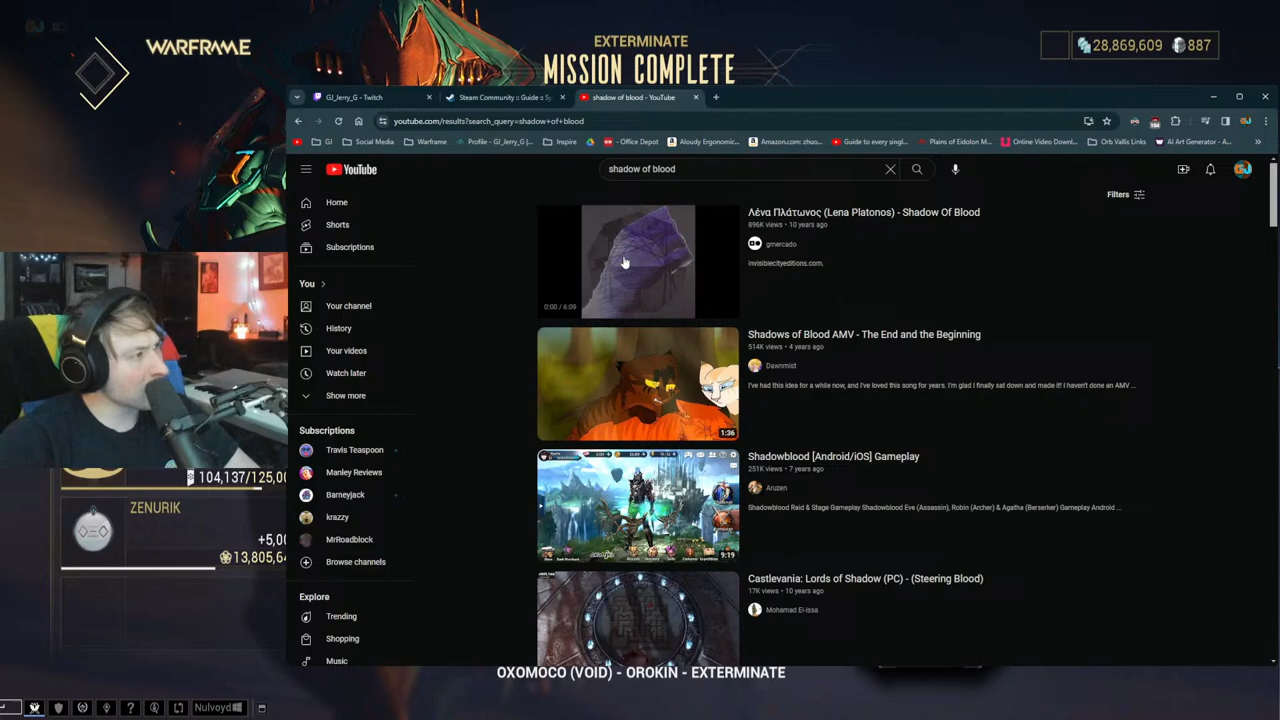 WARFRAME
EXTERMINATE
MISSION COMPLETE
28,869,609 887
GJ_Jerry_G - Twitch
Steam Community :: Guide :: Sy
shadow of blood - YouTube
youtube.com/results?search_query=shadow+of+blood
GJ
Social Media
Warframe
Profile - GJ_Jerry_G |...
Inspire
- Office Depot
Aloudy Ergonomic...
Amazon.com: zhuo...
Guide to every singl...
Plains of Eidolon M...
Online Video Downl...
Orb Vallis Links
AI Art Generator - A...
YouTube
shadow of blood
Filters
Home
Shorts
Subscriptions
You
Your channel
History
Your videos
Watch later
Show more
Subscriptions
Travis Teaspoon
Manley Reviews
Barneyjack
krazzy
MrRoadblock
Browse channels
Explore
Trending
Shopping
Music
0:00 / 6:09
Λένα Πλάτωνος (Lena Platonos) - Shadow Of Blood
896K views • 10 years ago
gmercado
invisiblecityeditions.com.
1:36
Shadows of Blood AMV - The End and the Beginning
514K views • 4 years ago
Dawnmist
I've had this idea for a while now, and I've loved this song for years. I'm glad I finally sat down and made it! I haven't done an AMV ...
9:19
Shadowblood [Android/iOS] Gameplay
251K views • 7 years ago
Aruzen
Shadowblood Raid & Stage Gameplay Shadowblood Eve (Assassin), Robin (Archer) & Agatha (Berserker) Gameplay Android ...
Castlevania: Lords of Shadow (PC) - (Steering Blood)
17K views • 10 years ago
Mohamad El-Issa
104,137/125,00
ZENURIK
+5,00
13,805,64
OXOMOCO (VOID) - OROKIN - EXTERMINATE
Nulvoyd